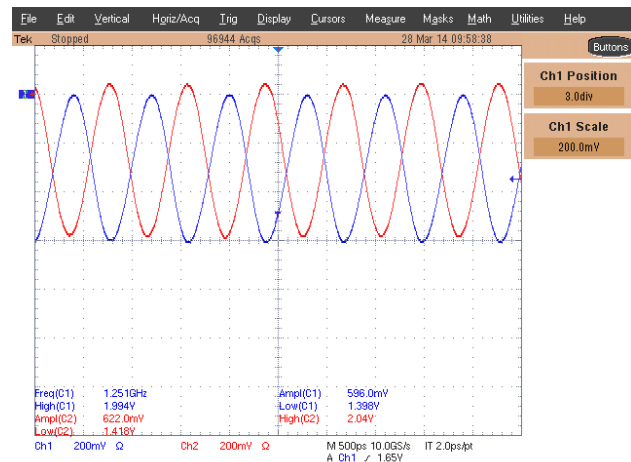 File Edit Vertical Horiz/Acq Trig Display Cursors Measure Masks Math Utilities Help
Tek Stopped 96944 Acqs 28 Mar 14 09:58:38
Buttons
Ch1 Position
3.0div
Ch1 Scale
200.0mV
Freq(C1) 1.251GHz Ampl(C1) 596.0mV
High(C1) 1.994V Low(C1) 1.398V
Ampl(C2) 622.0mV High(C2) 2.04V
Low(C2) 1.418V
Ch1 200mV Ω Ch2 200mV Ω M 500ps 10.0GS/s IT 2.0ps/pt
A Ch1 ∕ 1.65V